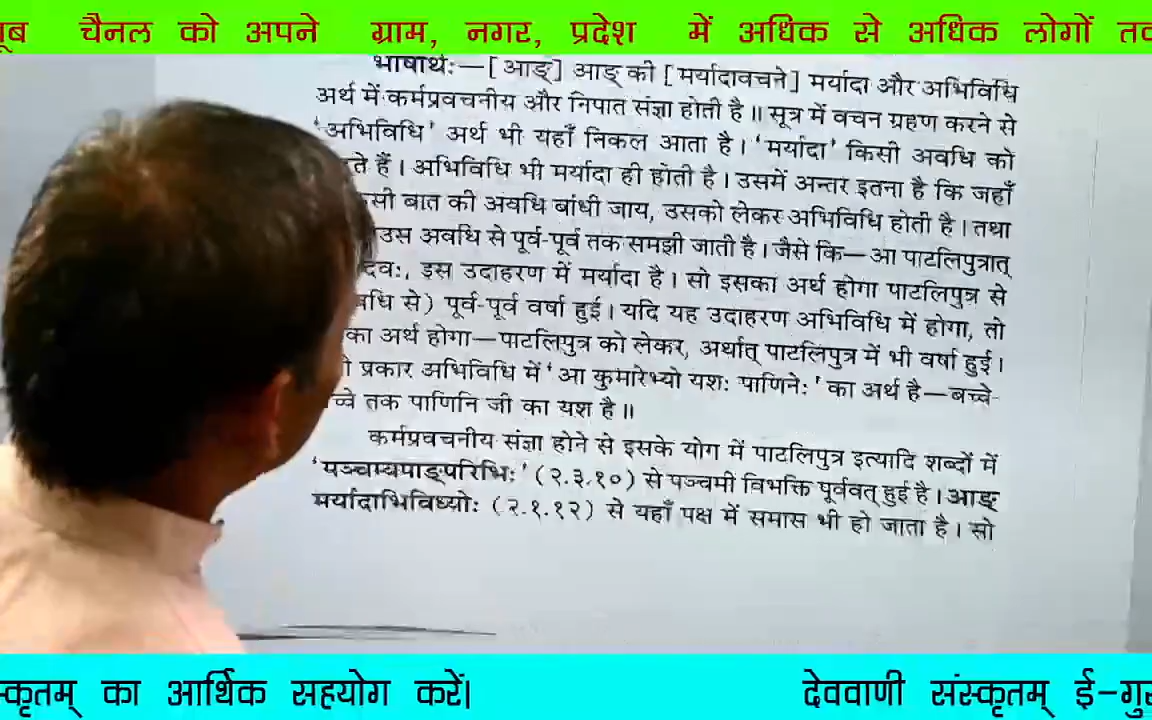 चैनल को अपने ग्राम, नगर, प्रदेश में अधिक से अधिक लोगों
भाषार्थः—[ आङ् ] आङ् की [ मर्यादावचने ] मर्यादा और अभिविधि
अर्थ में कर्मप्रवचनीय और निपात संज्ञा होती है॥ सूत्र में वचन ग्रहण करने से
'अभिविधि' अर्थ भी यहाँ निकल आता है। 'मर्यादा' किसी अवधि को
हैं। अभिविधि भी मर्यादा ही होती है। उसमें अन्तर इतना है कि जहाँ
बात की अवधि बांधी जाय, उसको लेकर अभिविधि होती है। तथा
उस अवधि से पूर्व-पूर्व तक समझी जाती है। जैसे कि—आ पाटलिपुत्रात्
इस उदाहरण में मर्यादा है। सो इसका अर्थ होगा पाटलिपुत्र से
से) पूर्व-पूर्व वर्षा हुई। यदि यह उदाहरण अभिविधि में होगा, तो
अर्थ होगा—पाटलिपुत्र को लेकर, अर्थात् पाटलिपुत्र में भी वर्षा हुई।
प्रकार अभिविधि में 'आ कुमारेभ्यो यशः पाणिनेः' का अर्थ है—बच्चे-
तक पाणिनि जी का यश है॥
कर्मप्रवचनीय संज्ञा होने से इसके योग में पाटलिपुत्र इत्यादि शब्दों में
'पञ्चम्यपाङ्परिभिः' (२.३.१०) से पञ्चमी विभक्ति पूर्ववत् हुई है। आङ्
मर्यादाभिविध्योः (२.१.१२) से यहाँ पक्ष में समास भी हो जाता है। सो
का आर्थिक सहयोग करें। देववाणी संस्कृतम्